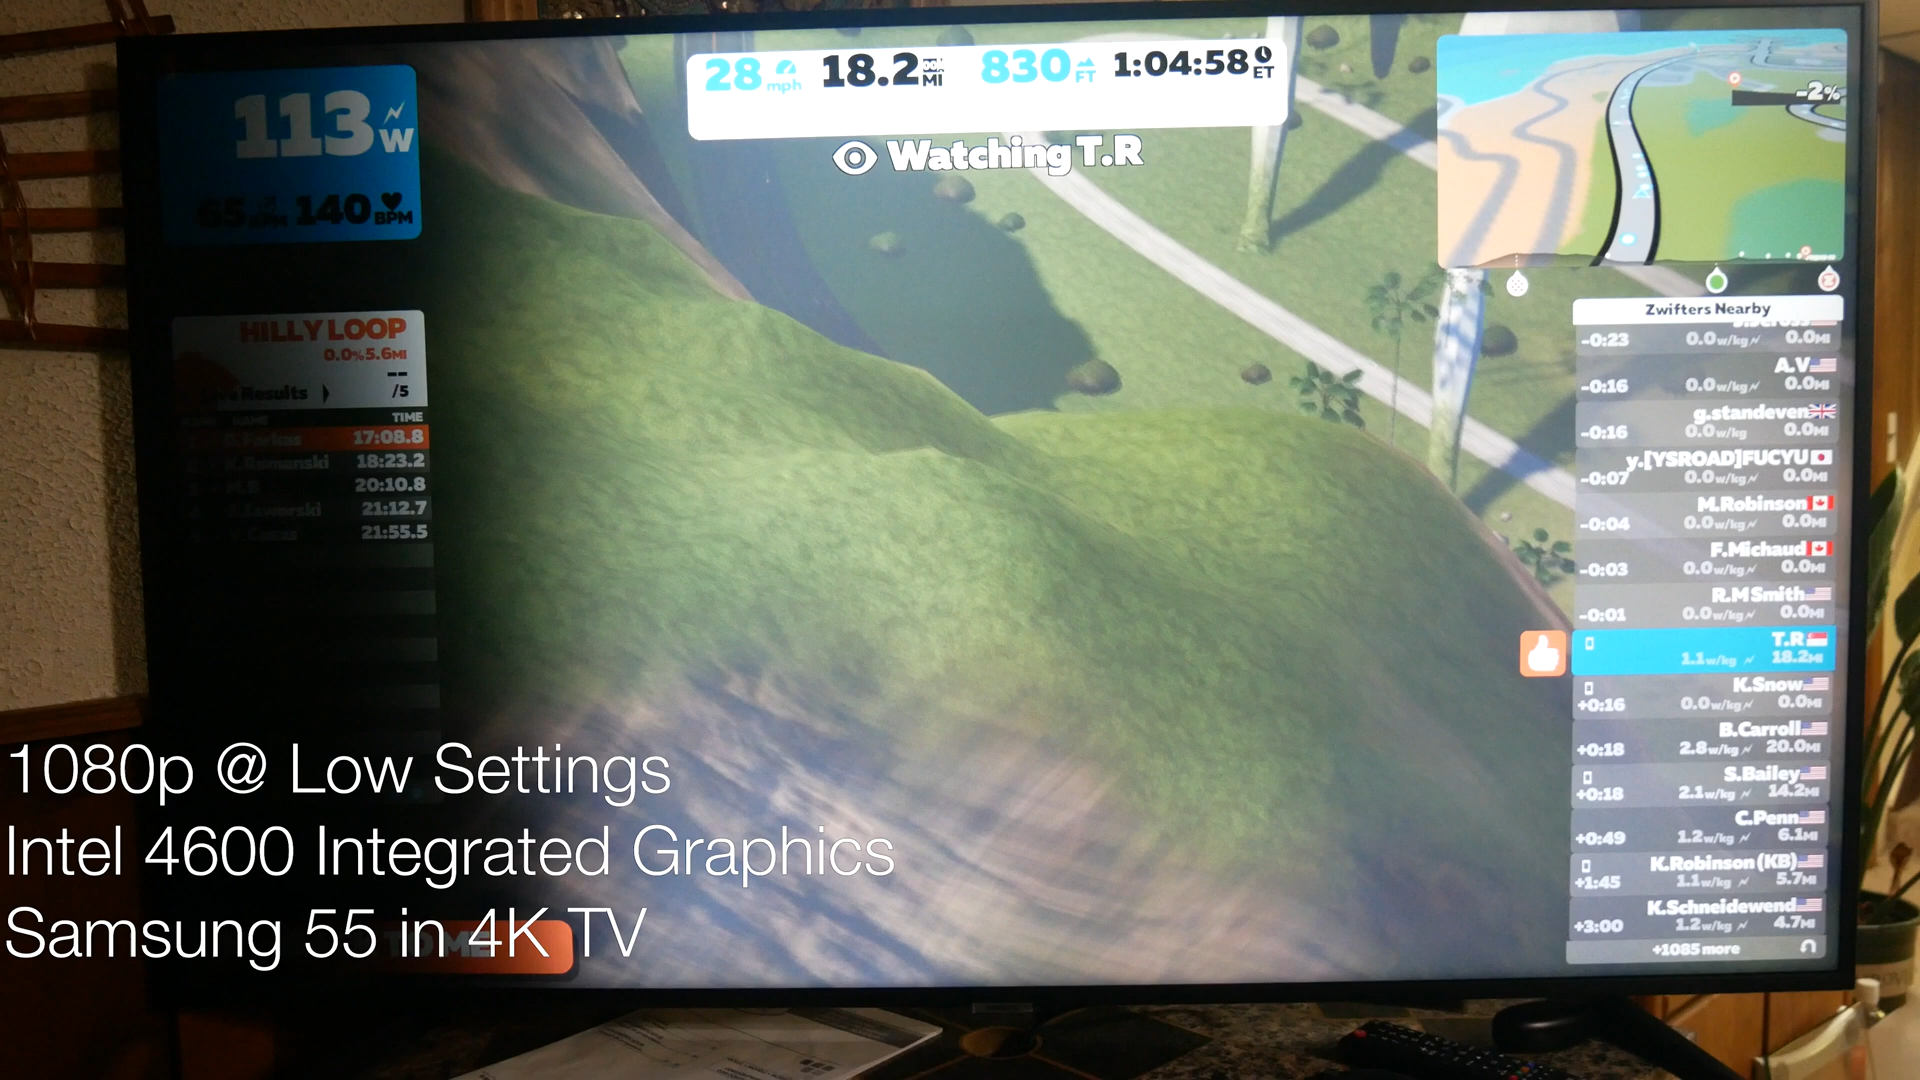 28 mph 18.2 MI 830 FT 1:04:58 ET
Watching T.R
113 W
65 140 BPM
-2%
HILLY LOOP
0.0% 5.6MI
--
Results /5
NAME TIME
17:08.8
Romanski 18:23.2
20:10.8
21:12.7
21:55.5
Zwifters Nearby
-0:23 0.0w/kg 0.0MI
A.V
-0:16 0.0w/kg 0.0MI
g.standeven
-0:16 0.0w/kg 0.0MI
y.[YSROAD]FUCYU
-0:07 0.0w/kg 0.0MI
M.Robinson
-0:04 0.0w/kg 0.0MI
F.Michaud
-0:03 0.0w/kg 0.0MI
R.M Smith
-0:01 0.0w/kg 0.0MI
T.R
1.1w/kg 18.2MI
K.Snow
+0:16 0.0w/kg 0.0MI
B.Carroll
+0:18 2.8w/kg 20.0MI
S.Bailey
+0:18 2.1w/kg 14.2MI
C.Penn
+0:49 1.2w/kg 6.1MI
K.Robinson (KB)
+1:45 1.1w/kg 5.7MI
K.Schneidewend
+3:00 1.2w/kg 4.7MI
+1085 more
1080p @ Low Settings
Intel 4600 Integrated Graphics
Samsung 55 in 4K TV